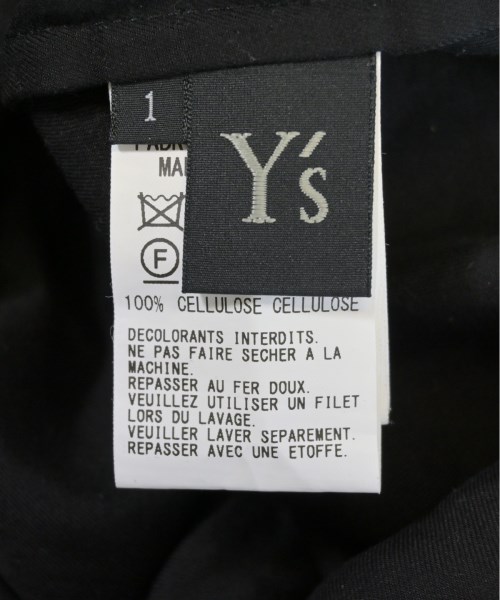 1
Y's
MA
F
100% CELLULOSE CELLULOSE
DECOLORANTS INTERDITS.
NE PAS FAIRE SECHER A LA
MACHINE.
REPASSER AU FER DOUX.
VEUILLEZ UTILISER UN FILET
LORS DU LAVAGE.
VEUILLER LAVER SEPAREMENT.
REPASSER AVEC UNE ETOFFE.